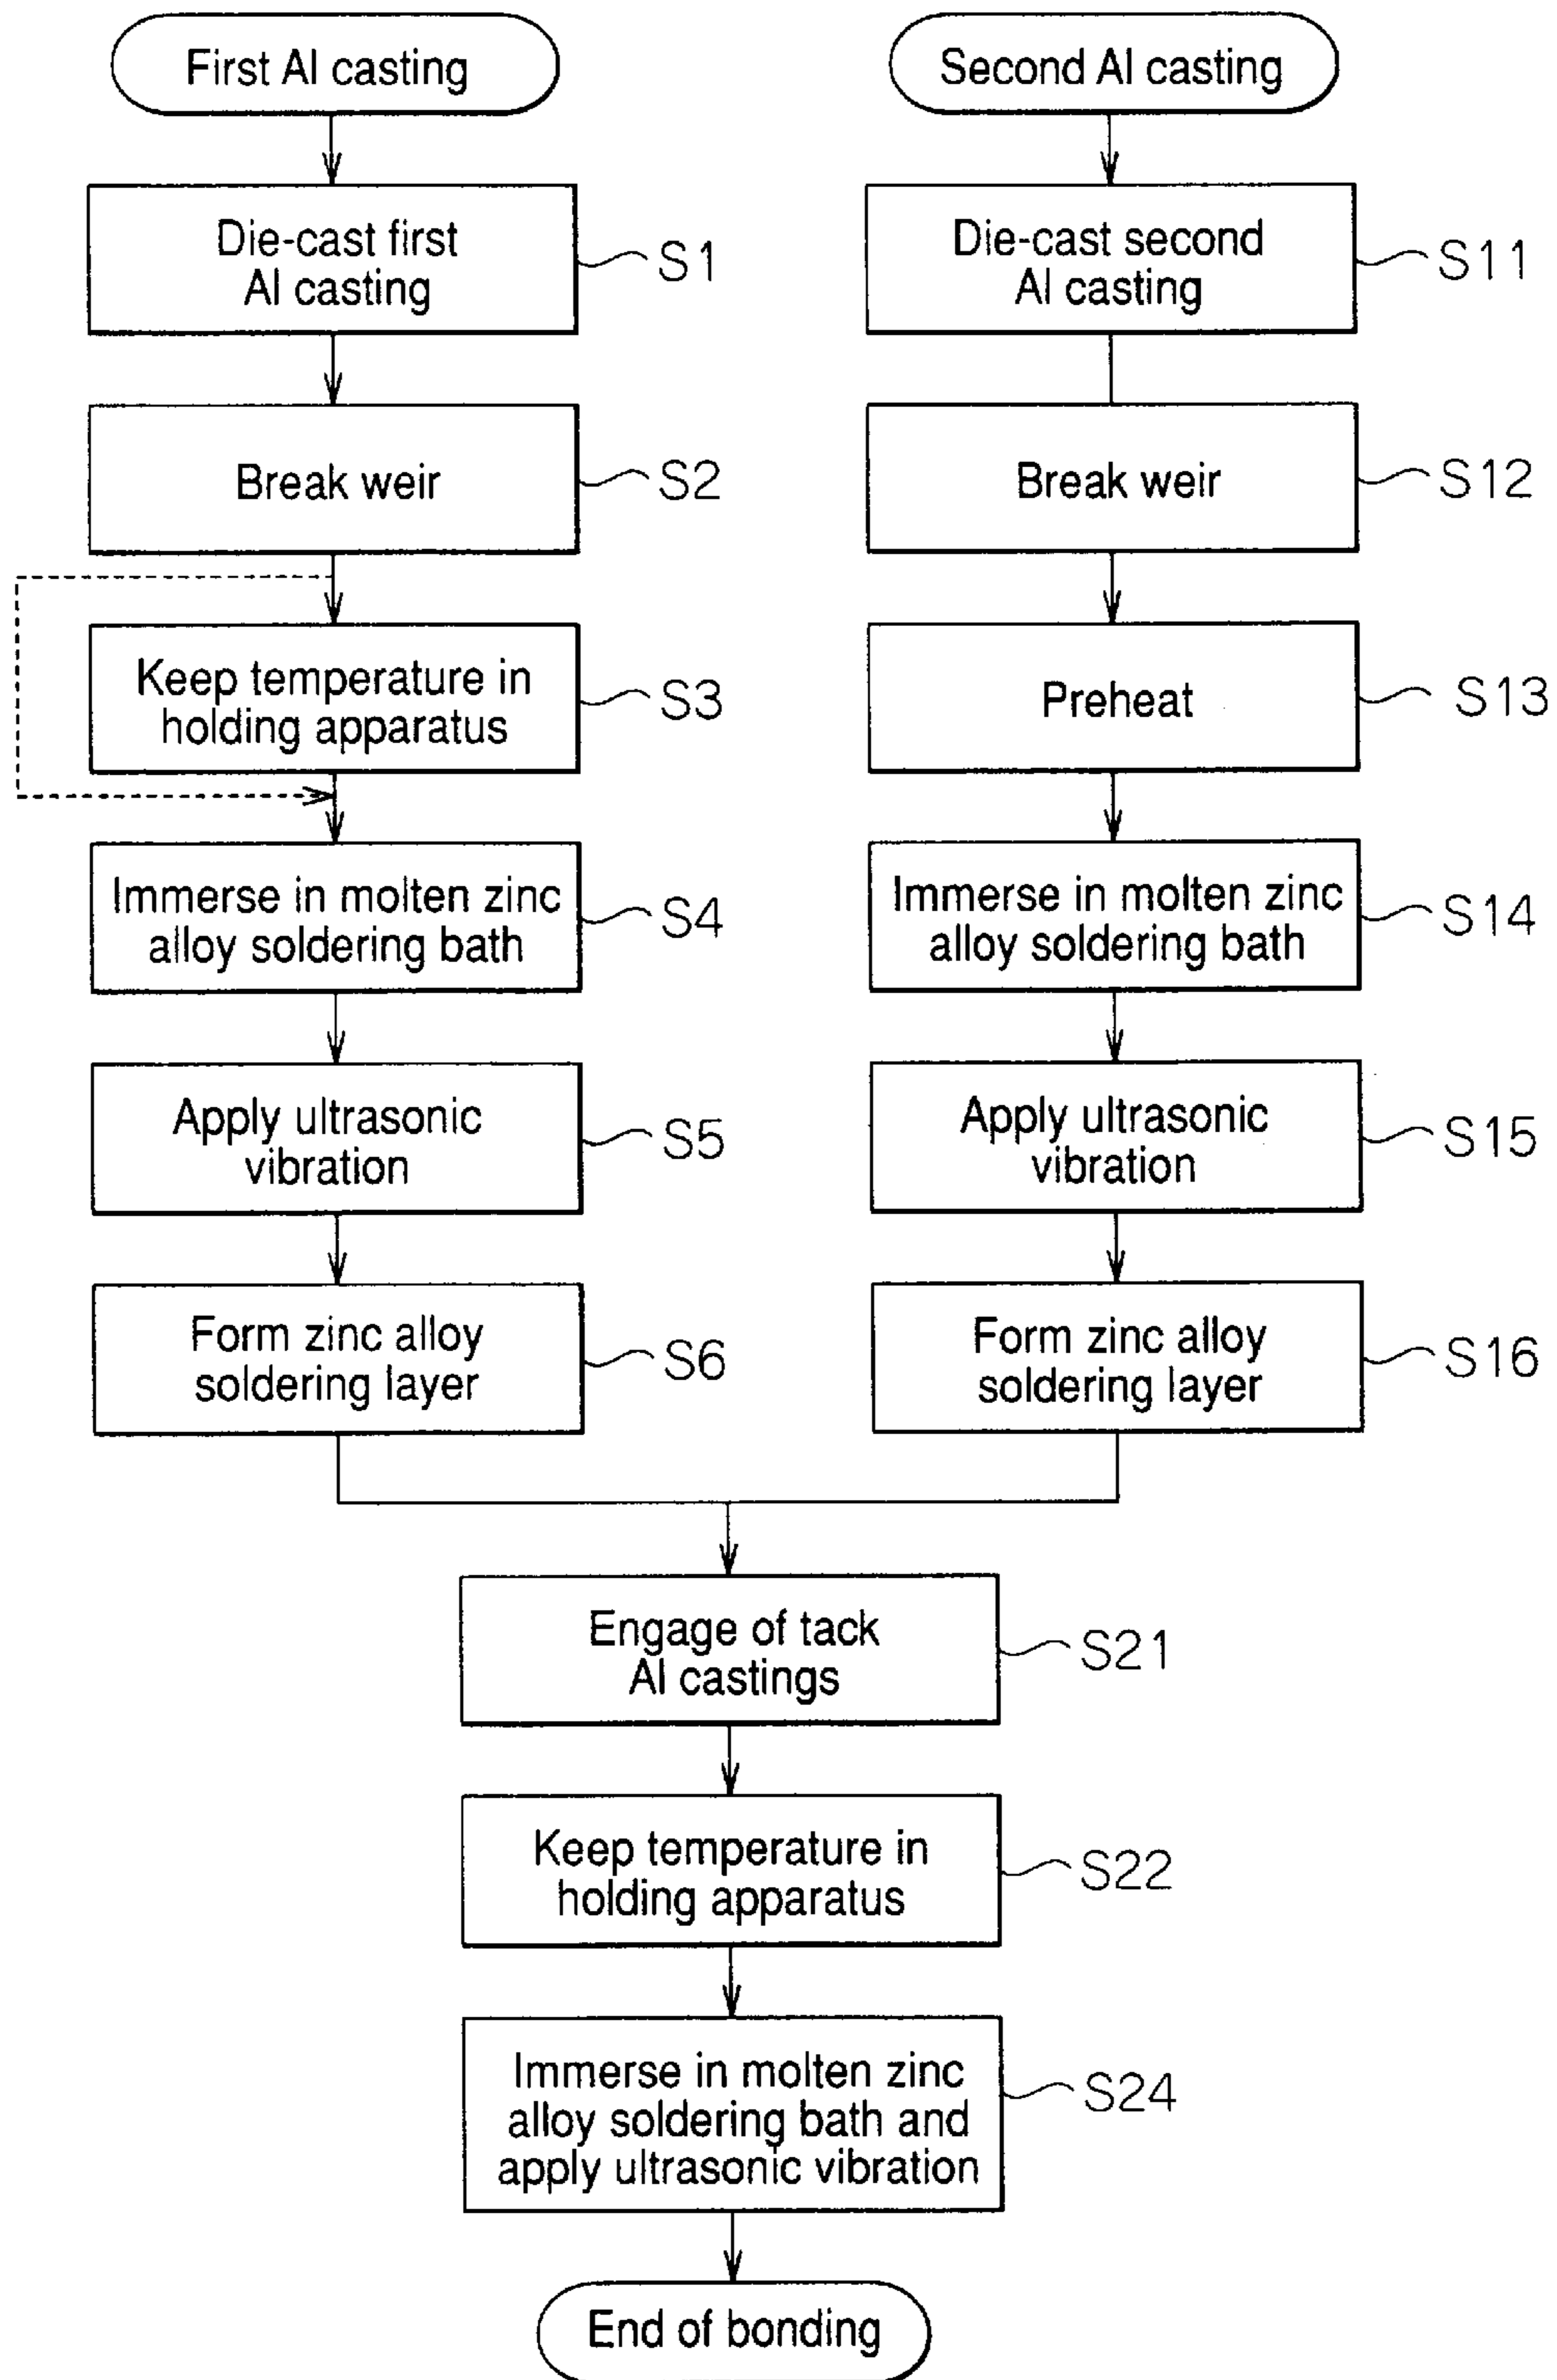 First Al casting
Die-cast first
Al casting
S1
Break weir
S2
Keep temperature in
holding apparatus
S3
Immerse in molten zinc
alloy soldering bath
S4
Apply ultrasonic
vibration
S5
Form zinc alloy
soldering layer
S6
Second Al casting
Die-cast second
Al casting
S11
Break weir
S12
Preheat
S13
Immerse in molten zinc
alloy soldering bath
S14
Apply ultrasonic
vibration
S15
Form zinc alloy
soldering layer
S16
Engage of tack
Al castings
S21
Keep temperature in
holding apparatus
S22
Immerse in molten zinc
alloy soldering bath and
apply ultrasonic vibration
S24
End of bonding